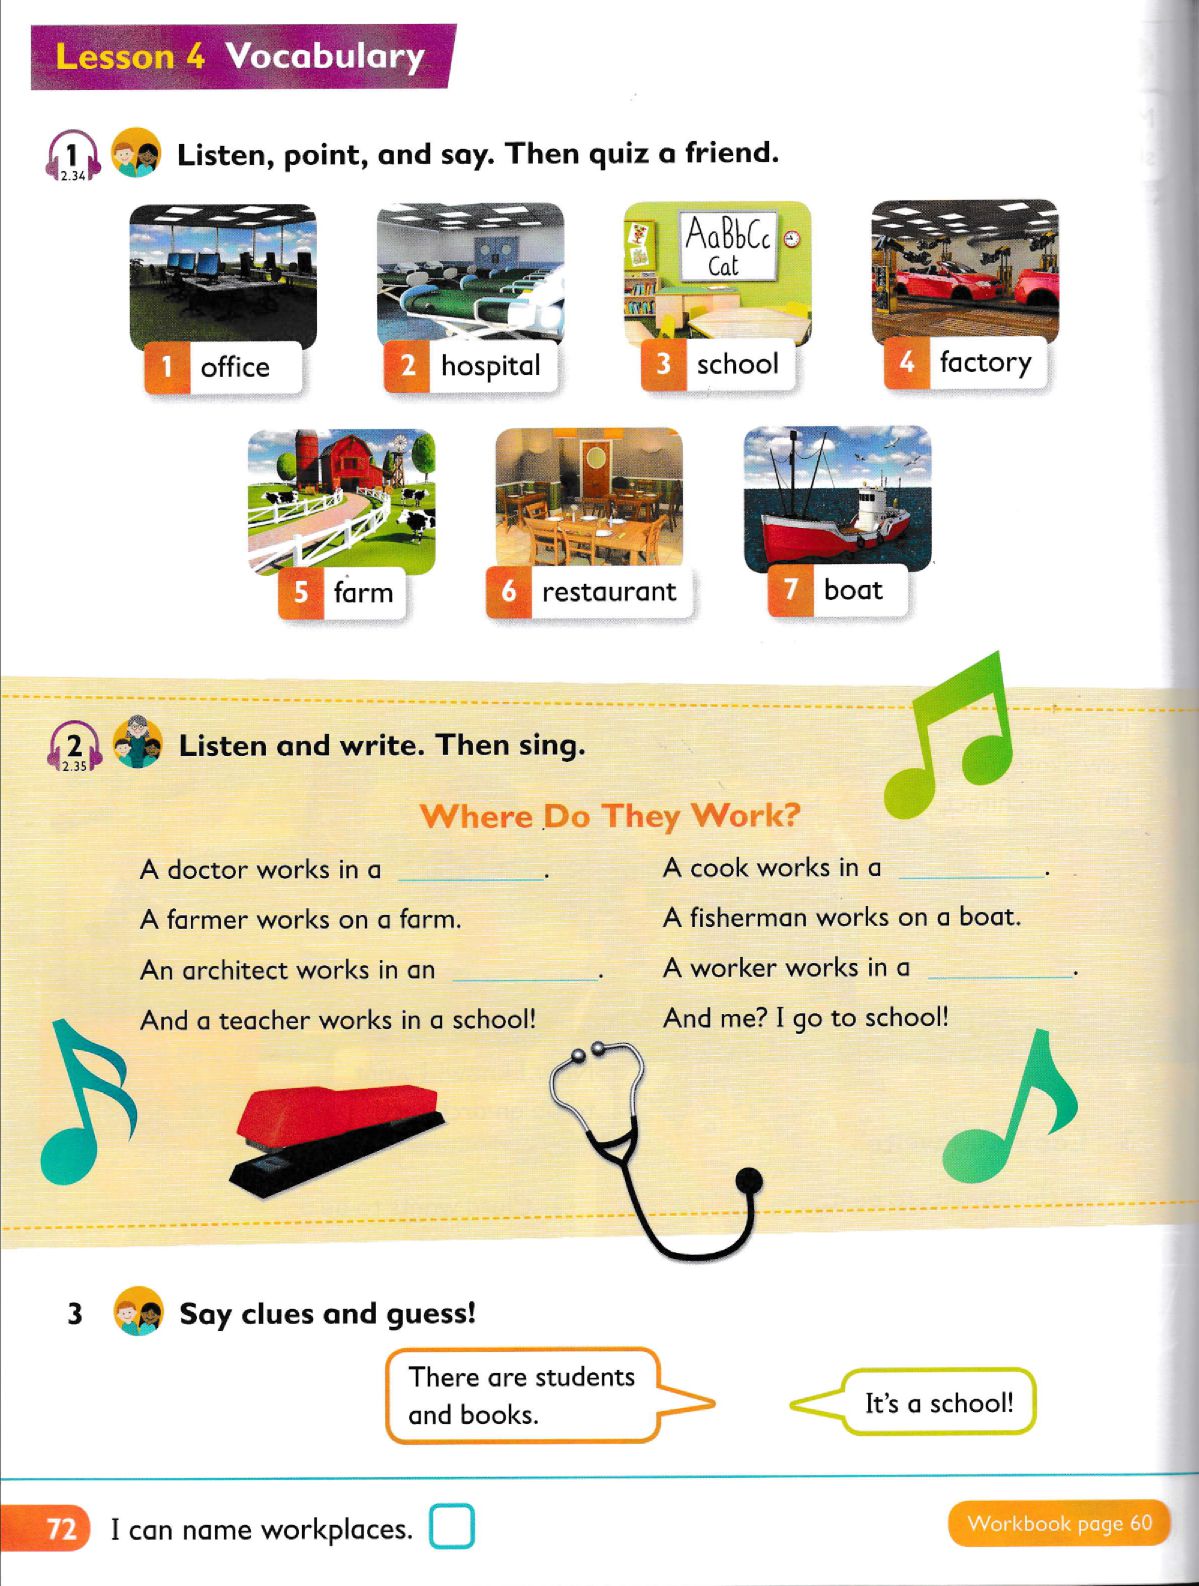 Lesson 4 Vocabulary
1
2.34
Listen, point, and say. Then quiz a friend.
AaBbCc
Cat
1 office
2 hospital
3 school
4 factory
5 farm
6 restaurant
7 boat
2
2.35
Listen and write. Then sing.
Where Do They Work?
A doctor works in a ____________.
A farmer works on a farm.
An architect works in an ____________.
And a teacher works in a school!
A cook works in a ____________.
A fisherman works on a boat.
A worker works in a ____________.
And me? I go to school!
3 Say clues and guess!
There are students
and books.
It's a school!
72 I can name workplaces.
Workbook page 60